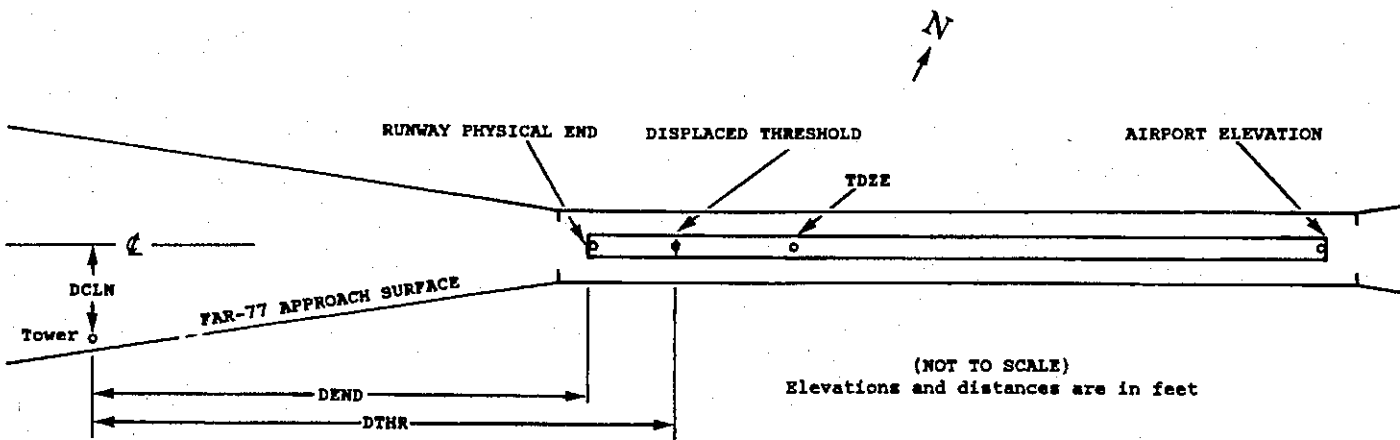 N
RUNWAY PHYSICAL END
DISPLACED THRESHOLD
AIRPORT ELEVATION
TDZE
℄
DCLN
FAR-77 APPROACH SURFACE
Tower
(NOT TO SCALE)
Elevations and distances are in feet
DEND
DTHR